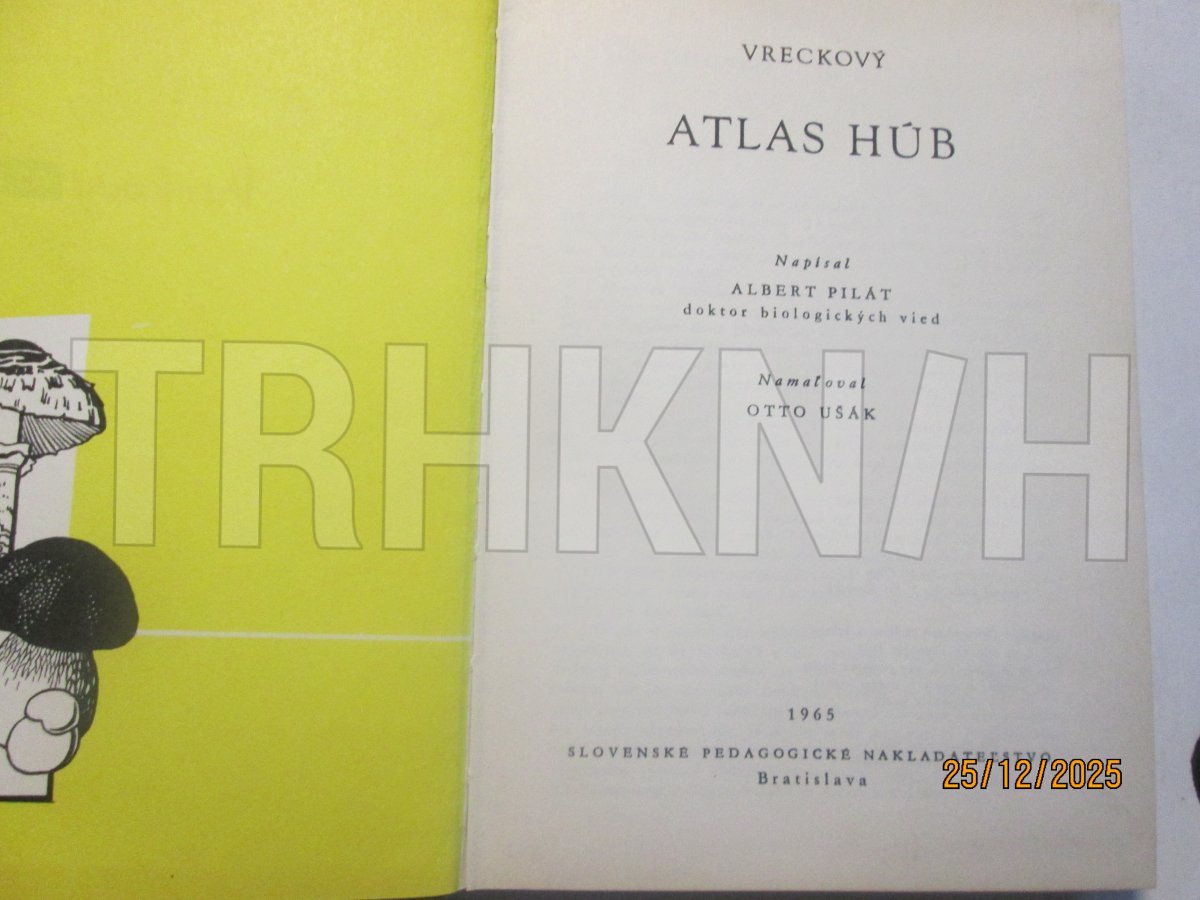 VRECKOVÝ
ATLAS HÚB
Napísal
ALBERT PILÁT
doktor biologických vied
TRHKN/H
Namaľoval
OTTO UŠÁK
1965
SLOVENSKÉ PEDAGOGICKÉ NAKLADATEĽSTVO
Bratislava
25/12/2025